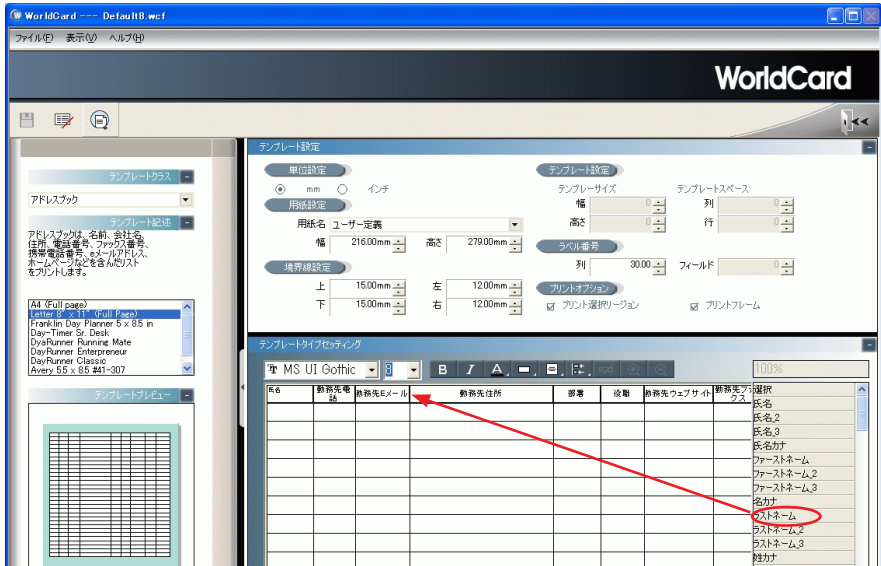 WorldCard --- Default8.wcf
ファイル(F) 表示(V) ヘルプ(H)
WorldCard
テンプレートクラス
アドレスブック
テンプレート記述
アドレスブックは、名前、会社名、
住所、電話番号、ファックス番号、
携帯電話番号、eメールアドレス、
ホームページなどを含んだリスト
をプリントします。
A4 (Full page)
Letter 8" x 11" (Full Page)
Franklin Day Planner 5 x 8.5 in
Day-Timer Sr. Desk
DyaRunner Running Mate
DayRunner Enterpreneur
DayRunner Classic
Avery 5.5 x 8.5 #41-307
テンプレートプレビュー
テンプレート設定
単位設定
mm インチ
用紙設定
用紙名 ユーザー定義
幅 216.00mm 高さ 279.00mm
境界線設定
上 15.00mm 左 12.00mm
下 15.00mm 右 12.00mm
テンプレート設定
テンプレーサイズ テンプレートスペース
幅 0 列 0
高さ 0 行 0
ラベル番号
列 30.00 フィールド 0
プリントオプション
プリント選択リージョン プリントフレーム
テンプレートタイプセッティング
MS UI Gothic 8 B I A 100%
氏名 勤務先電話 勤務先Eメール 勤務先住所 部署 役職 勤務先ウェブサイト 勤務先ファックス
選択
氏名
氏名_2
氏名_3
氏名カナ
ファーストネーム
ファーストネーム_2
ファーストネーム_3
名カナ
ラストネーム
ラストネーム_2
ラストネーム_3
姓カナ